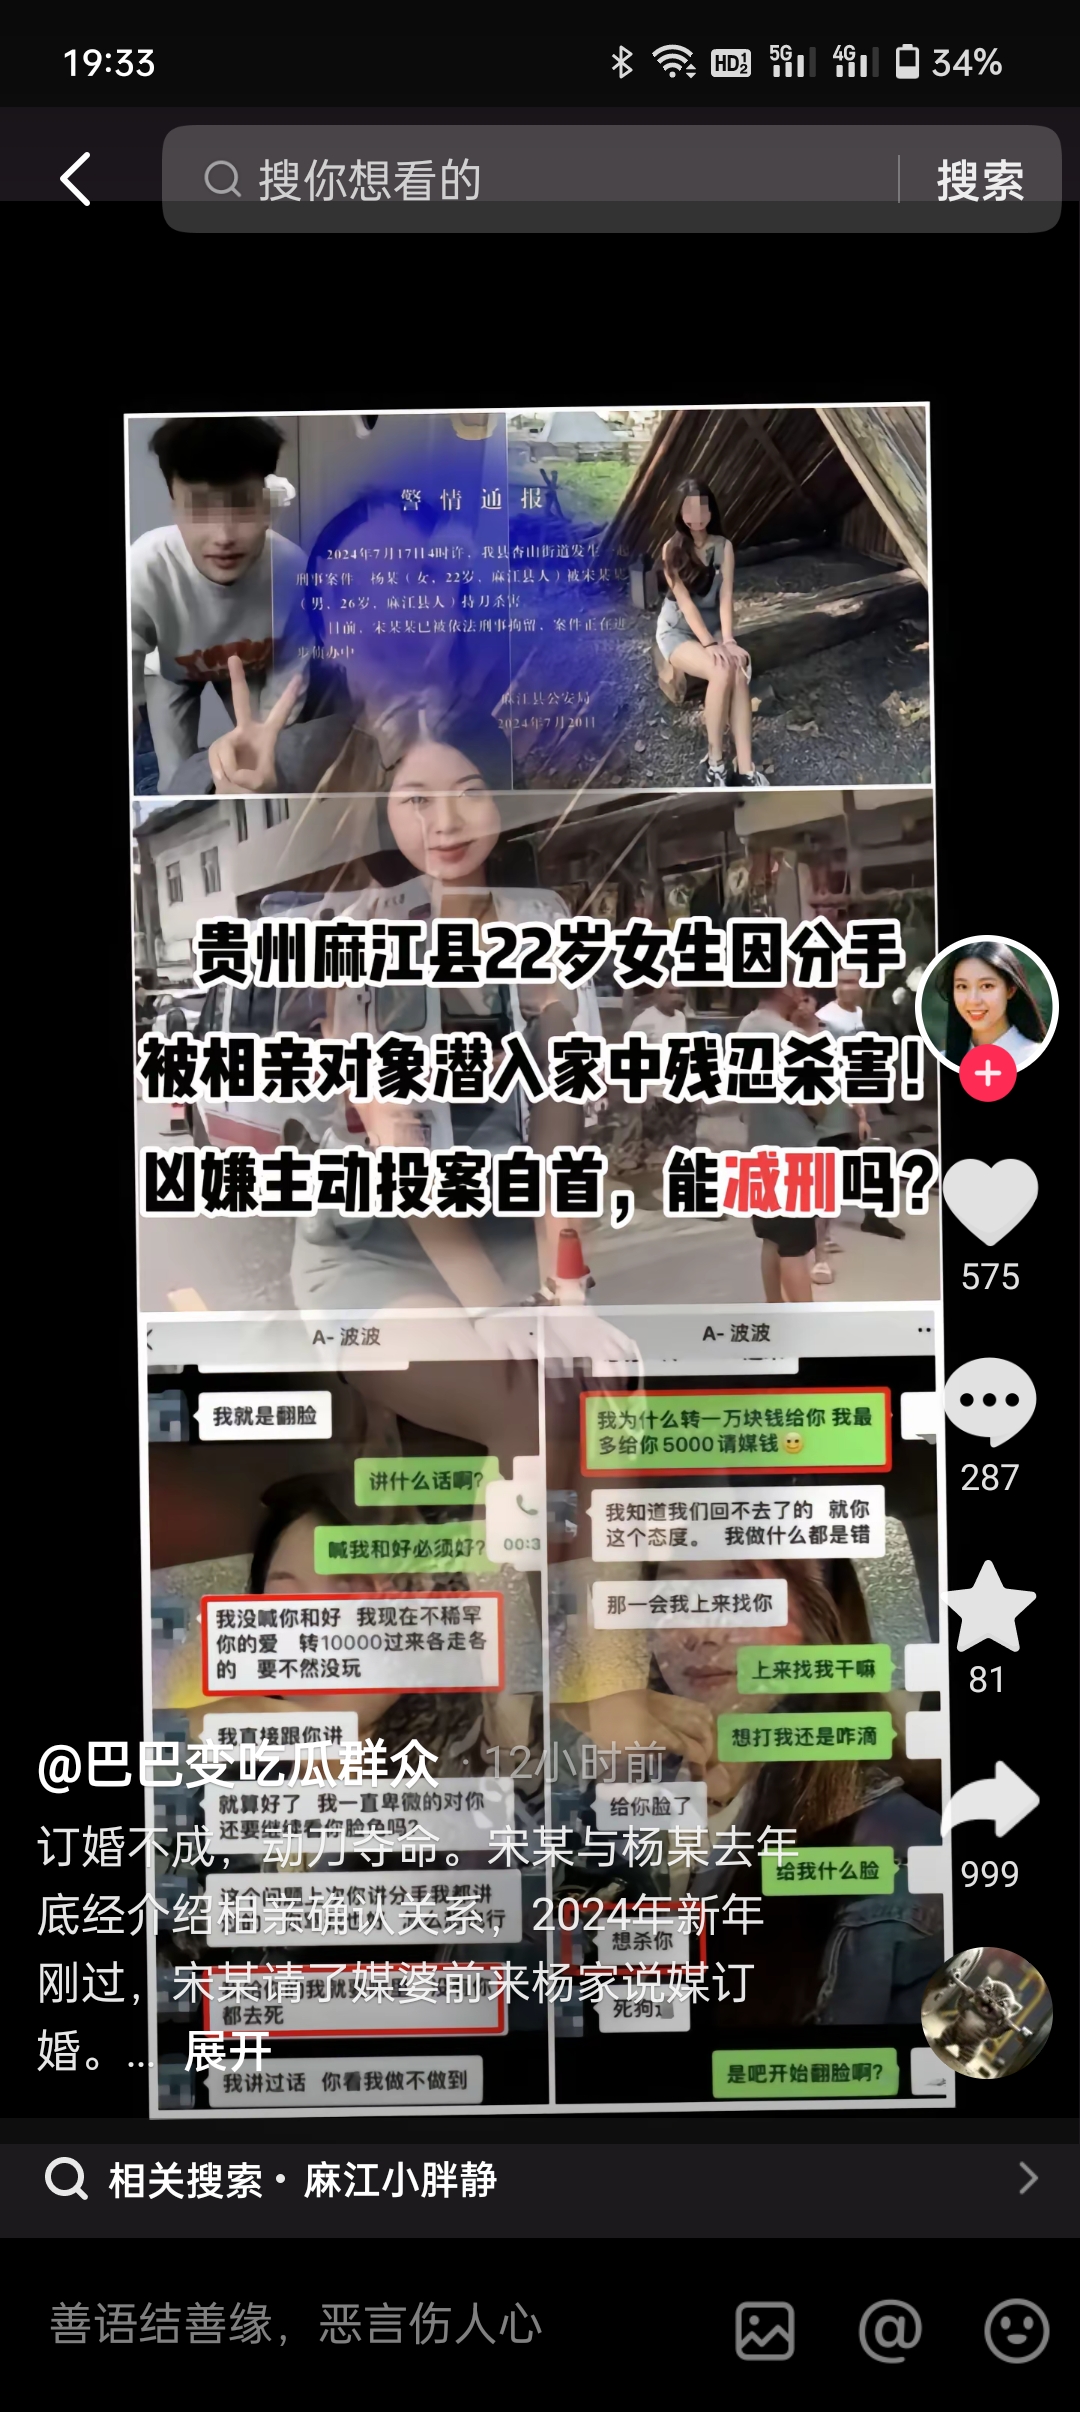 19:33
HD 1 2
5G
4G
34%
搜你想看的
搜索
警情通报
2024年7月17日4时许,我县杏山街道发生一起
刑事案件 杨某(女,22岁、麻江县人)被宋某某
(男,26岁,麻江县人)持刀杀害
目前,宋某某已被依法刑事拘留,案件正在进
步侦办中
麻江县公安局
2024年7月20日
贵州麻江县22岁女生因分手
被相亲对象潜入家中残忍杀害!
凶嫌主动投案自首,能减刑吗?
575
287
81
999
A-波波
我就是翻脸
讲什么话啊?
00:3
喊我和好必须好?
我没喊你和好 我现在不稀罕
你的爱 转10000过来各走各
的 要不然没玩
我直接跟你讲
就算好了 我一直卑微的对你
还要继续看你脸色吗?
都去死
我讲过话 你看我做不做到
A-波波
我为什么转一万块钱给你 我最
多给你5000请媒钱
我知道我们回不去了的 就你
这个态度。 我做什么都是错
那一会我上来找你
上来找我干嘛
想打我还是咋滴
给你脸了
给我什么脸
想杀你
死狗
是吧开始翻脸啊?
@巴巴变吃瓜群众 · 12小时前
订婚不成,动刀夺命。宋某与杨某去年
底经介绍相亲确认关系,2024年新年
刚过,宋某请了媒婆前来杨家说媒订
婚。... 展开
相关搜索 · 麻江小胖静
善语结善缘,恶言伤人心